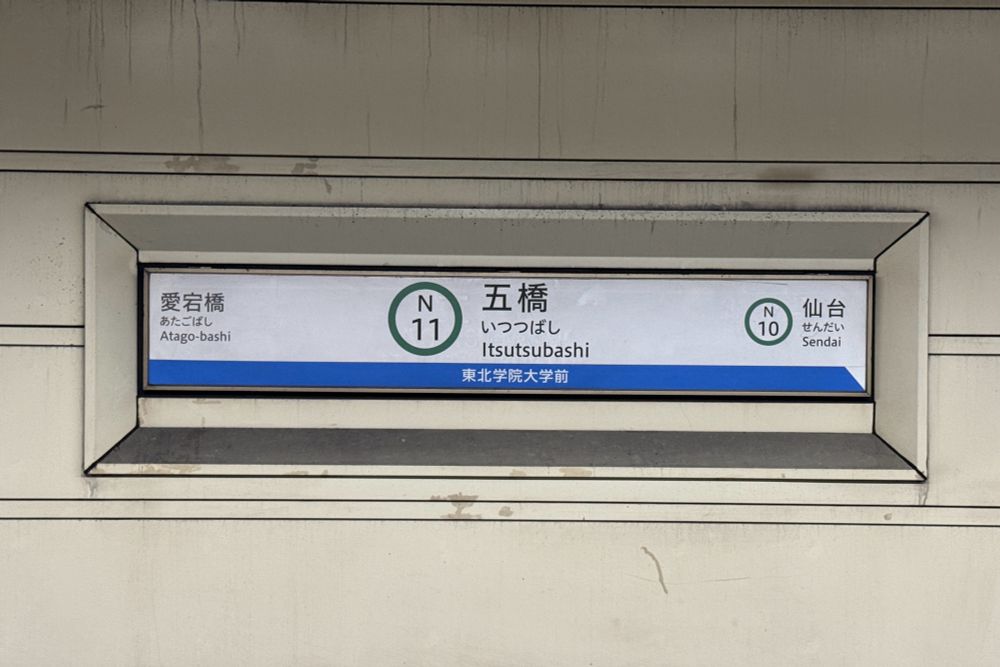 愛宕橋
あたごばし
Atago-bashi
N
11
五橋
いつつばし
Itsutsubashi
N
10
仙台
せんだい
Sendai
東北学院大学前